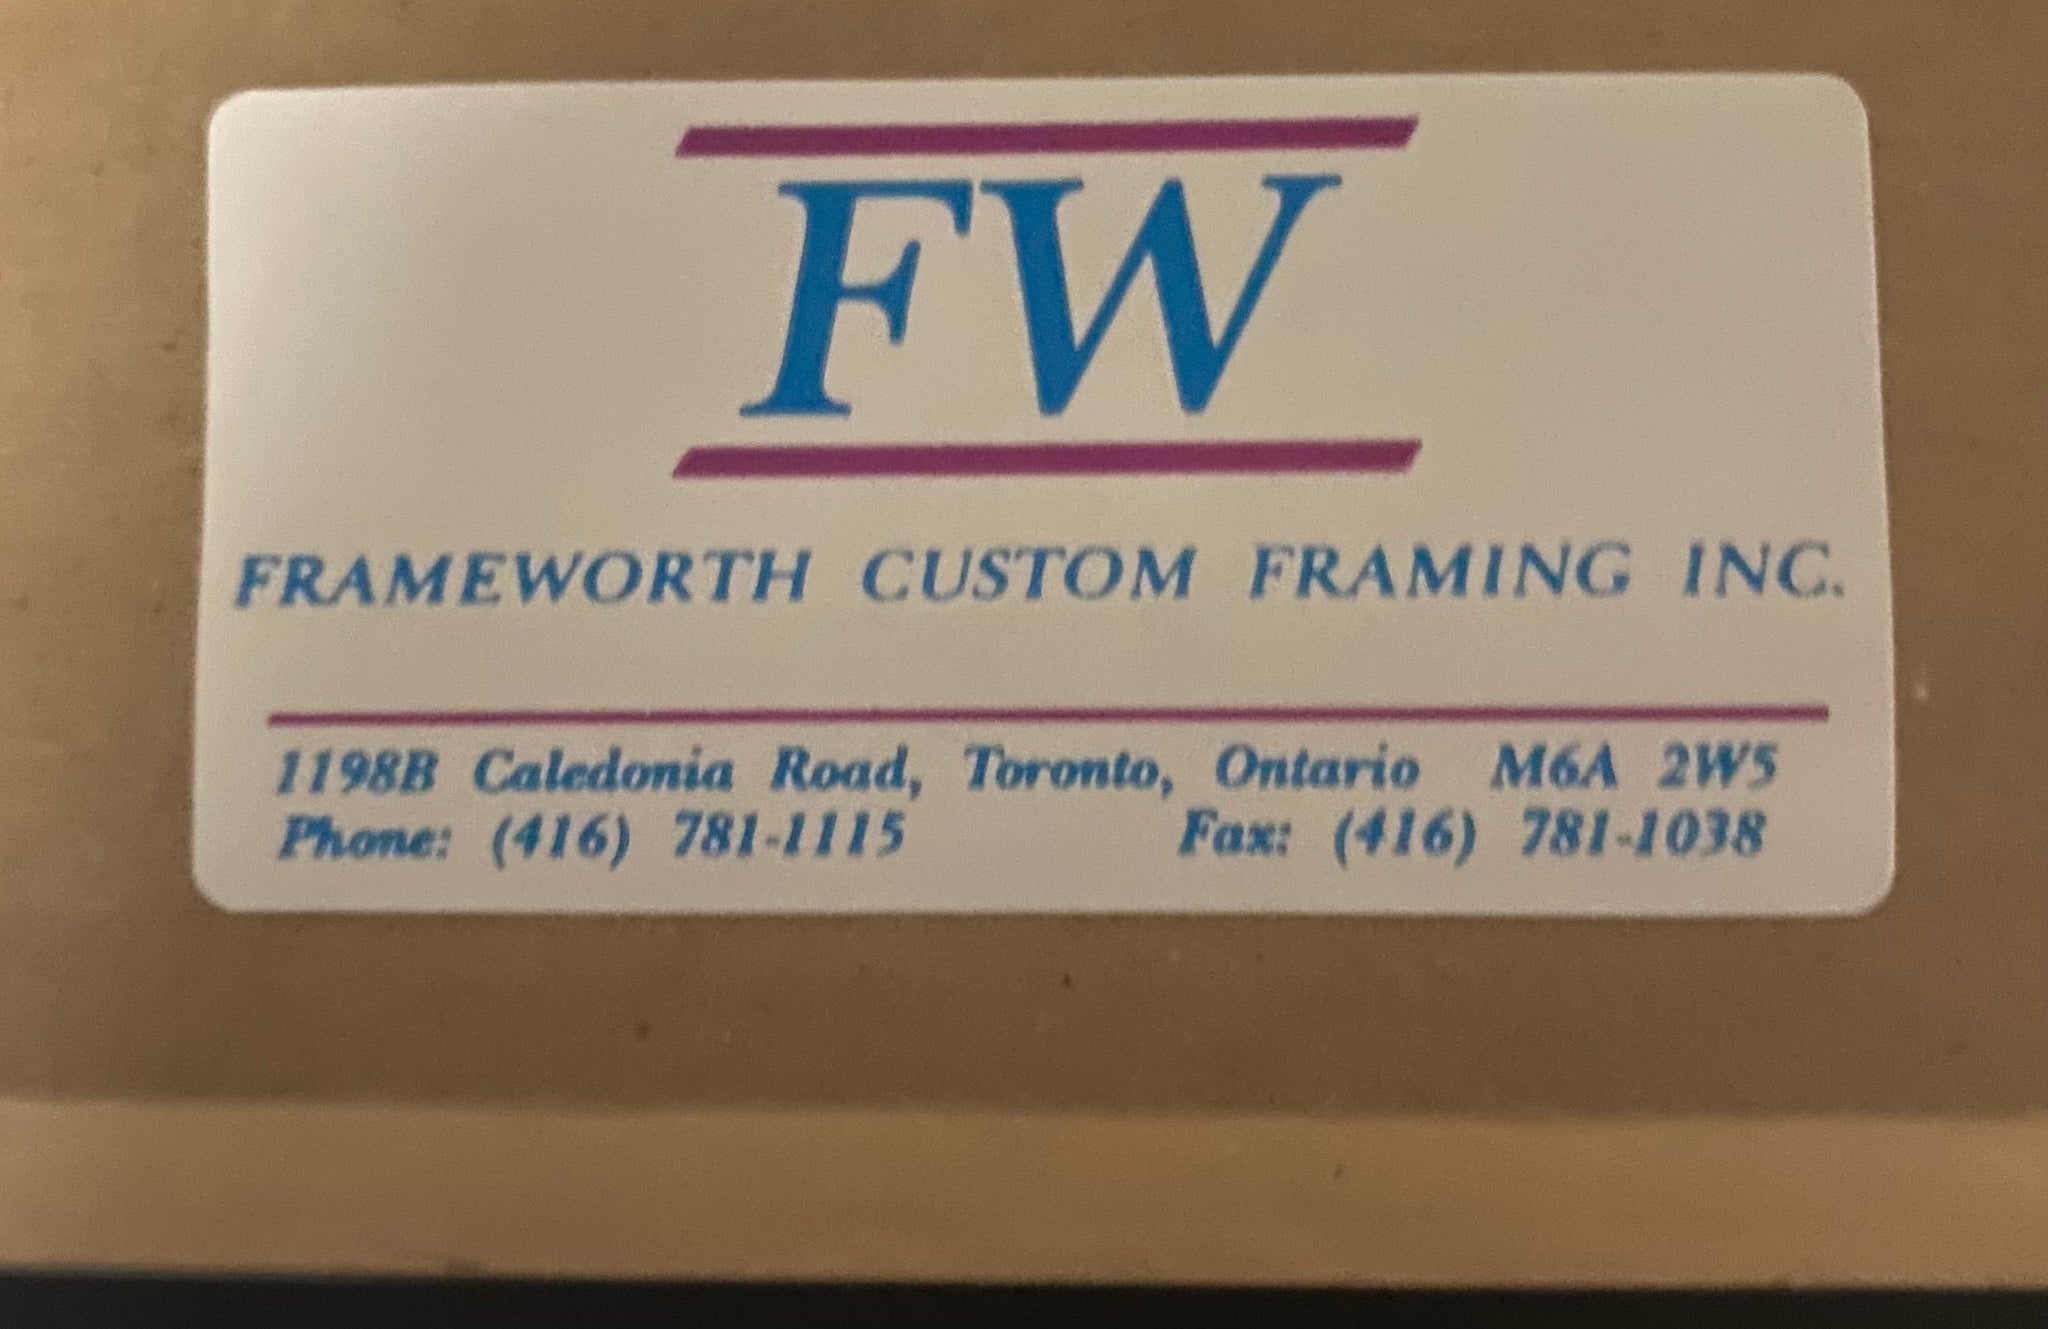 FW
FRAMEWORTH CUSTOM FRAMING INC.
1198B Caledonia Road, Toronto, Ontario M6A 2W5
Phone: (416) 781-1115 Fax: (416) 781-1038